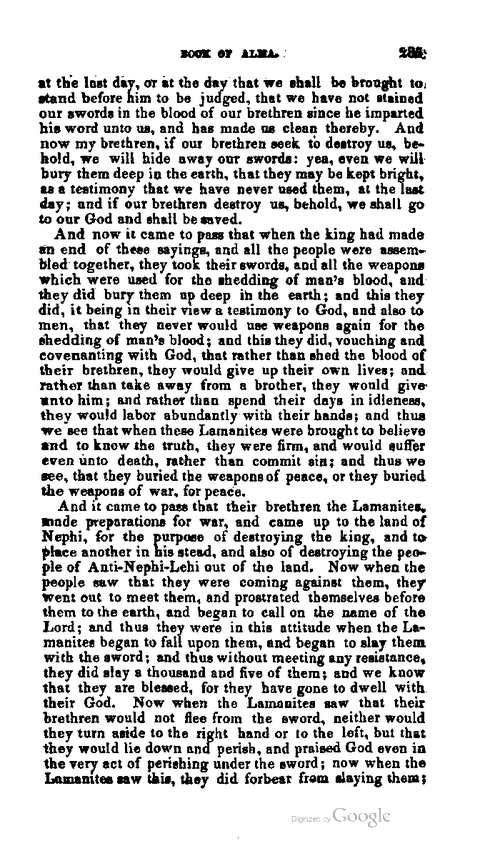 BOOK OF ALMA. 285
at the last day, or at the day that we shall be brought to
stand before him to be judged, that we have not stained
our swords in the blood of our brethren since he imparted
his word unto us, and has made us clean thereby. And
now my brethren, if our brethren seek to destroy us, be-
hold, we will hide away our swords: yea, even we will
bury them deep in the earth, that they may be kept bright,
as a testimony that we have never used them, at the last
day; and if our brethren destroy us, behold, we shall go
to our God and shall be saved.
And now it came to pass that when the king had made
an end of these sayings, and all the people were assem-
bled together, they took their swords, and all the weapons
which were used for the shedding of man's blood, and
they did bury them up deep in the earth; and this they
did, it being in their view a testimony to God, and also to
men, that they never would use weapons again for the
shedding of man's blood; and this they did, vouching and
covenanting with God, that rather than shed the blood of
their brethren, they would give up their own lives; and
rather than take away from a brother, they would give
unto him; and rather than spend their days in idleness,
they would labor abundantly with their hands; and thus
we see that when these Lamanites were brought to believe
and to know the truth, they were firm, and would suffer
even unto death, rather than commit sin; and thus we
see, that they buried the weapons of peace, or they buried
the weapons of war, for peace.
And it came to pass that their brethren the Lamanites,
made preparations for war, and came up to the land of
Nephi, for the purpose of destroying the king, and to
place another in his stead, and also of destroying the peo-
ple of Anti-Nephi-Lehi out of the land. Now when the
people saw that they were coming against them, they
went out to meet them, and prostrated themselves before
them to the earth, and began to call on the name of the
Lord; and thus they were in this attitude when the La-
manites began to fall upon them, and began to slay them
with the sword; and thus without meeting any resistance,
they did slay a thousand and five of them; and we know
that they are blessed, for they have gone to dwell with
their God. Now when the Lamanites saw that their
brethren would not flee from the sword, neither would
they turn aside to the right hand or to the left, but that
they would lie down and perish, and praised God even in
the very act of perishing under the sword; now when the
Lamanites saw this, they did forbear from slaying them;
Digitized by Google